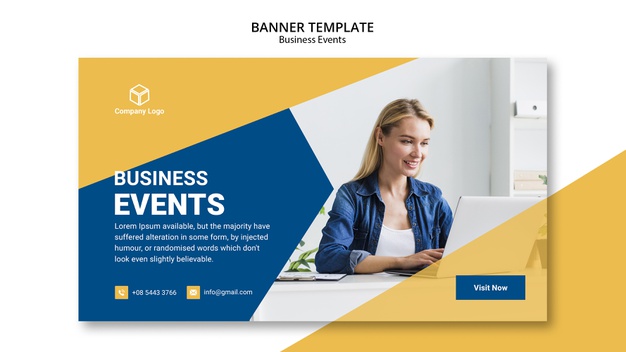 BANNER TEMPLATE
Business Events
Company Logo
BUSINESS
EVENTS
Lorem Ipsum available, but the majority have
suffered alteration in some form, by injected
humour, or randomised words which don't
look even slightly believable.
+08 5443 3766
info@gmail.com
Visit Now